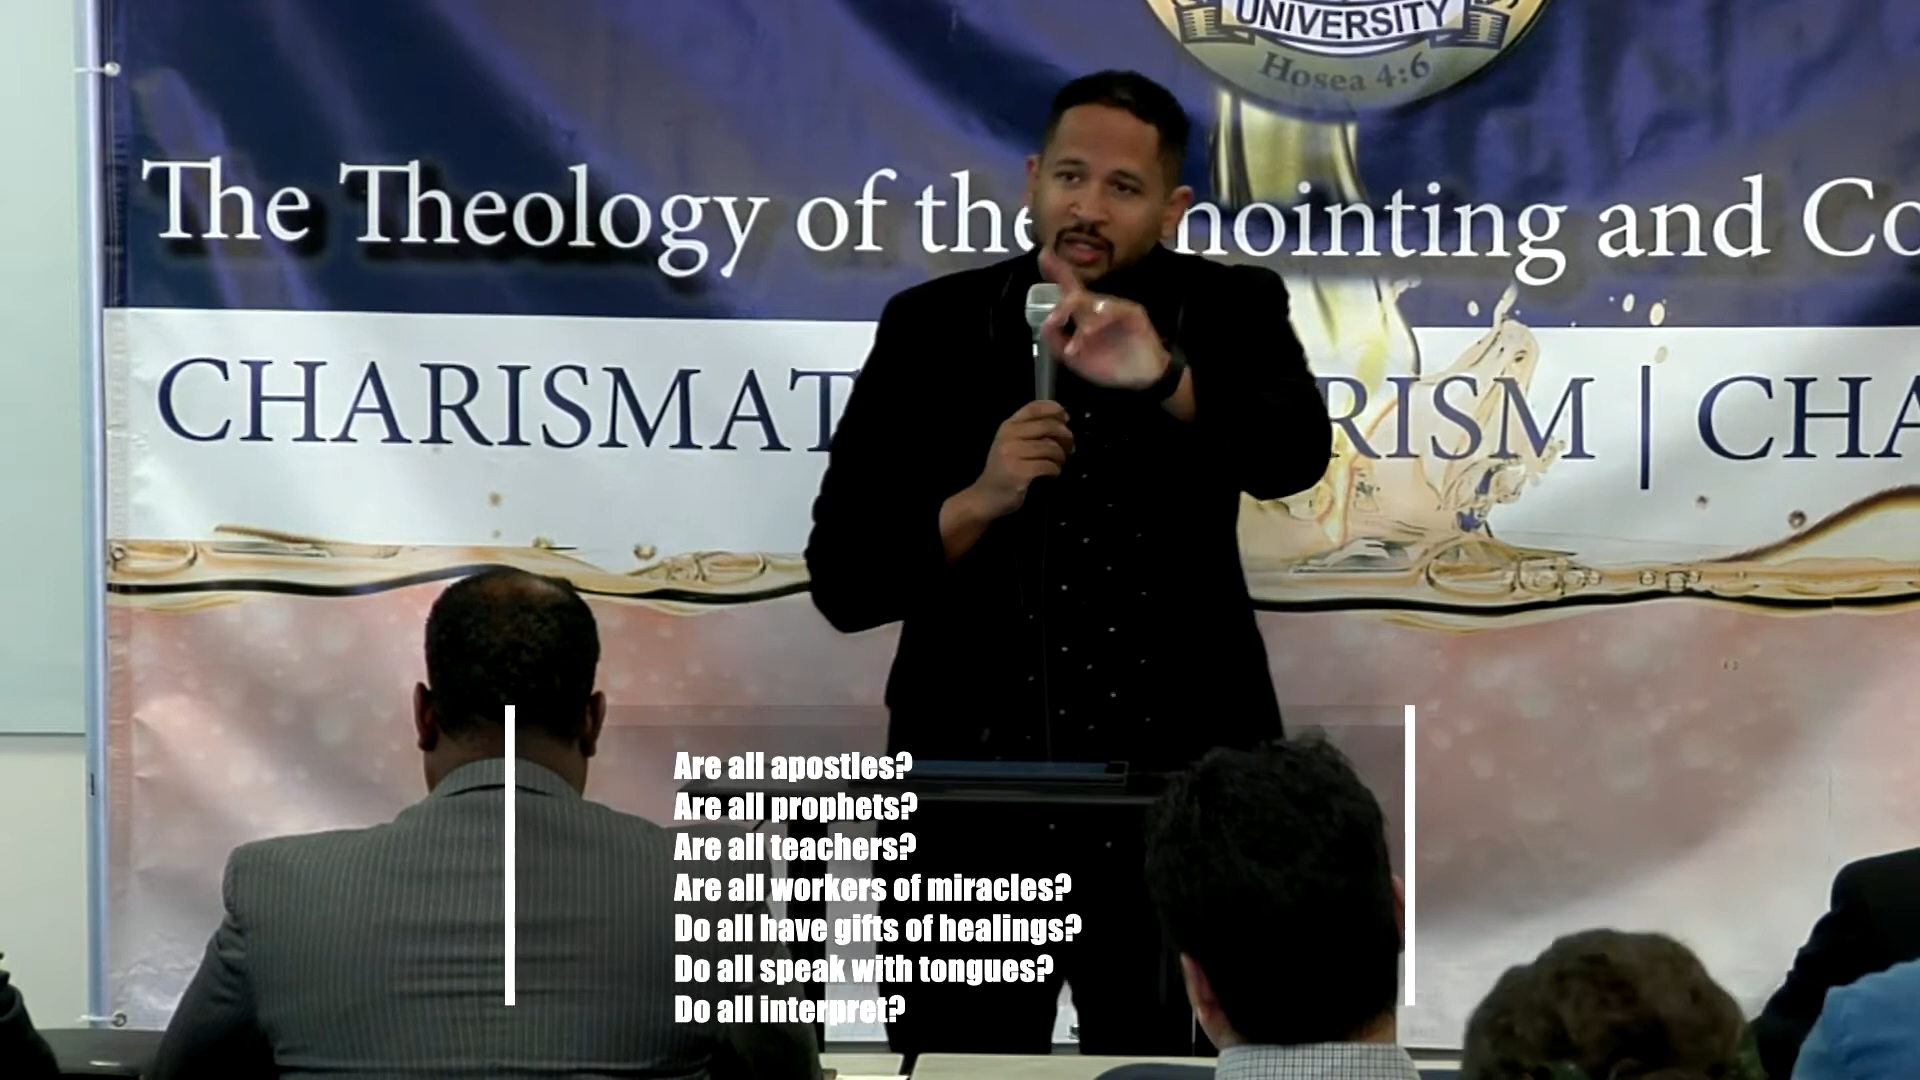 UNIVERSITY
Hosea 4:6
The Theology of the nointing and Co
CHARISMAT RISM | CHA
Are all apostles?
Are all prophets?
Are all teachers?
Are all workers of miracles?
Do all have gifts of healings?
Do all speak with tongues?
Do all interpret?